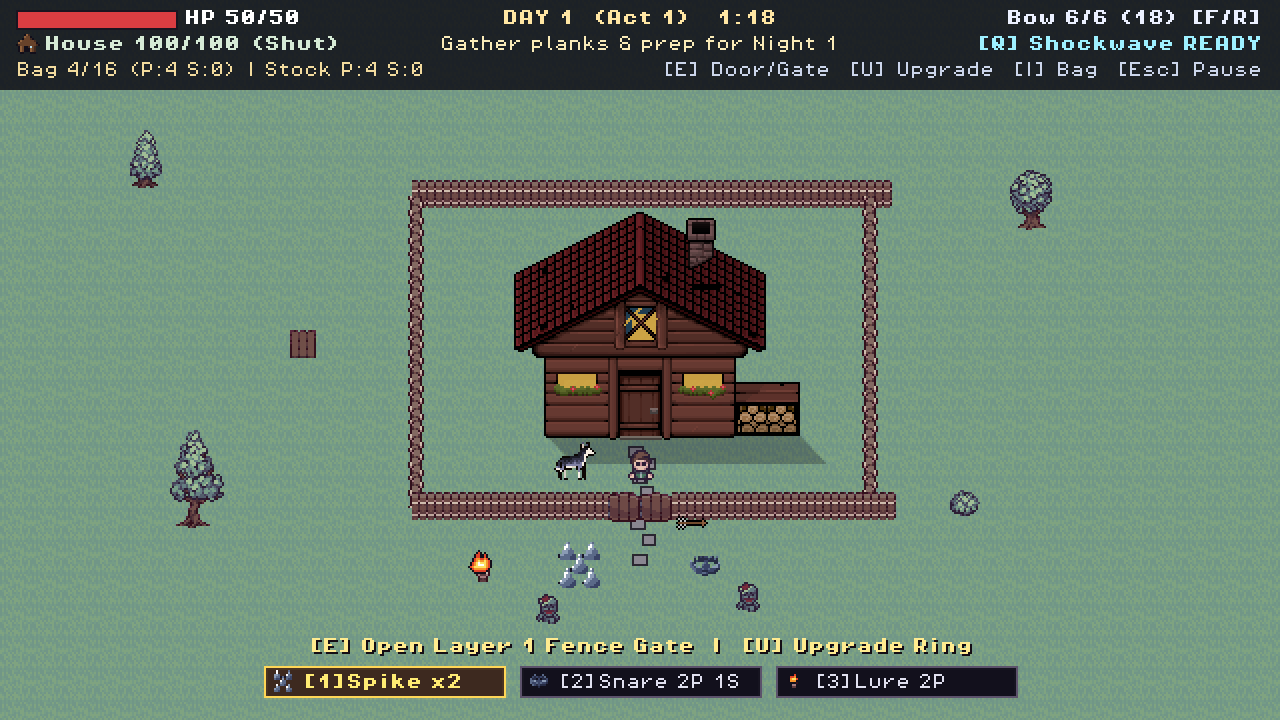 HP 50/50
DAY 1 (Act 1) 1:18
Bow 6/6 (18) [F/R]
House 100/100 (Shut)
Gather planks & prep for Night 1
[Q] Shockwave READY
Bag 4/16 (P:4 S:0) | Stock P:4 S:0
[E] Door/Gate [U] Upgrade [I] Bag [Esc] Pause
[E] Open Layer 1 Fence Gate | [U] Upgrade Ring
[1]Spike x2
[2]Snare 2P 1S
[3]Lure 2P